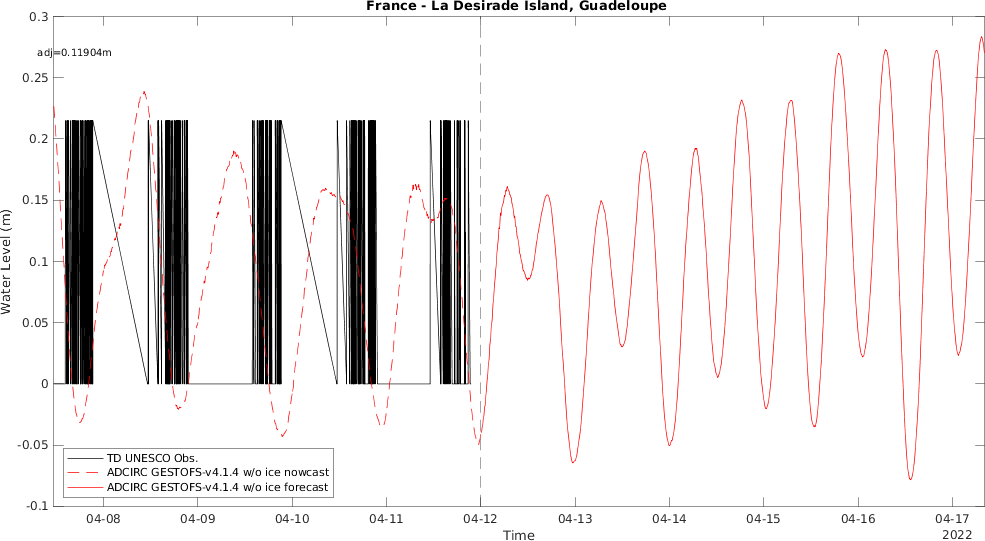 France - La Desirade Island, Guadeloupe
adj=0.11904m
0.3
0.25
0.2
0.15
0.1
0.05
0
-0.05
-0.1
Water Level (m)
TD UNESCO Obs.
ADCIRC GESTOFS-v4.1.4 w/o ice nowcast
ADCIRC GESTOFS-v4.1.4 w/o ice forecast
04-08 04-09 04-10 04-11 04-12 04-13 04-14 04-15 04-16 04-17
Time
2022